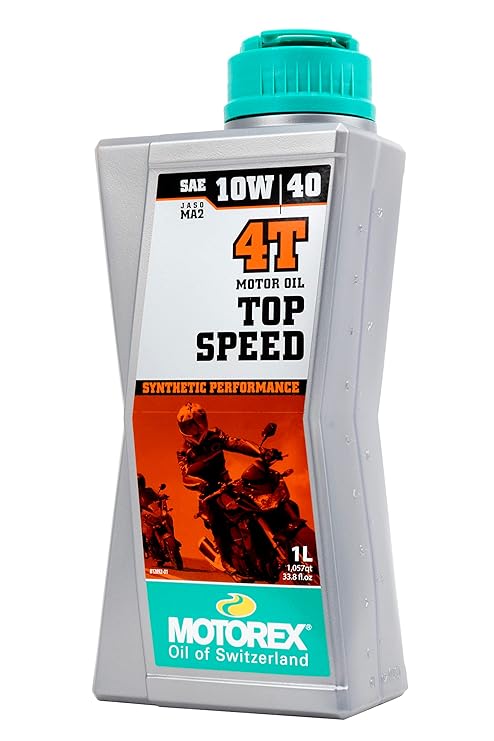 SAE 10W/40
JASO
MA2
4T
MOTOR OIL
TOP
SPEED
SYNTHETIC PERFORMANCE
1L
1,057qt
33.8 fl.oz
MOTOREX®
Oil of Switzerland